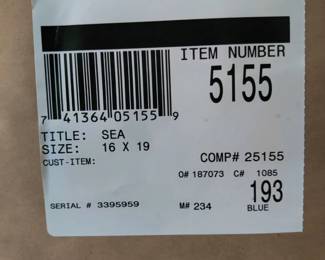 ITEM NUMBER
5155
7 41364 05155 9
TITLE: SEA
SIZE: 16 X 19
CUST-ITEM:
COMP# 25155
O# 187073 C# 1085
193
SERIAL # 3395959 M# 234 BLUE